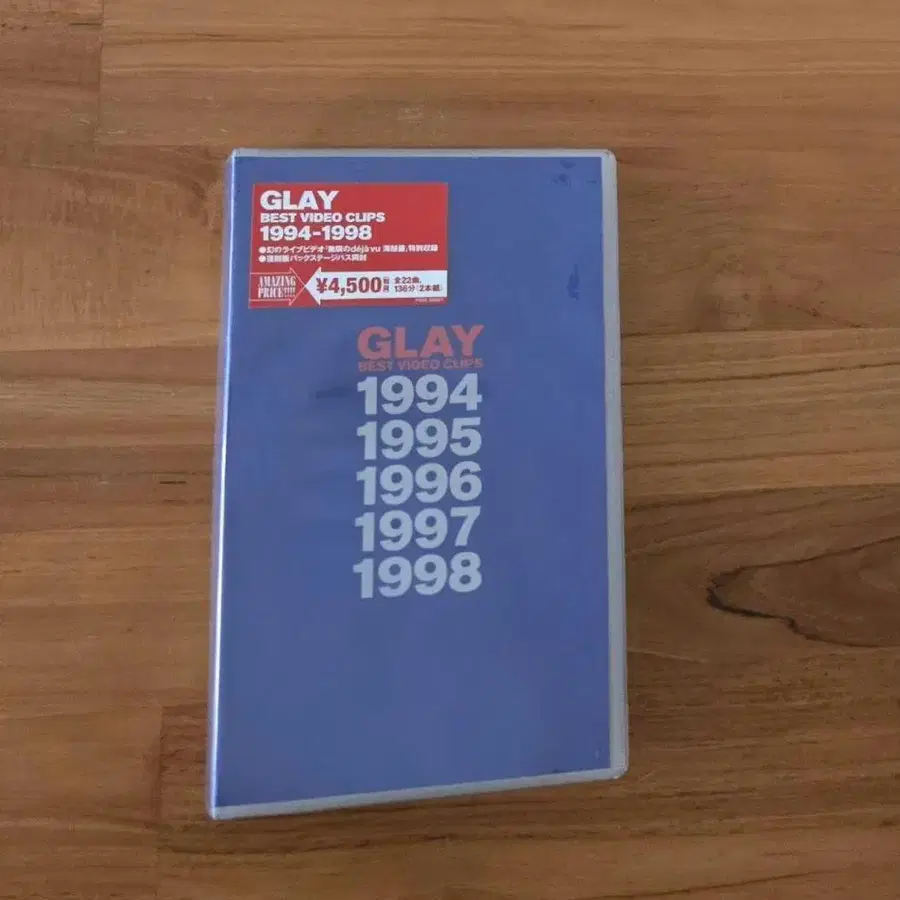 GLAY
BEST VIDEO CLIPS
1994-1998
●幻のライブビデオ「無限のdéjà vu 海賊盤」特別収録
●復刻版バックステージパス同封
AMAZING
PRICE!!!!
¥4,500
全22曲、
136分(2本組)
GLAY
BEST VIDEO CLIPS
1994
1995
1996
1997
1998